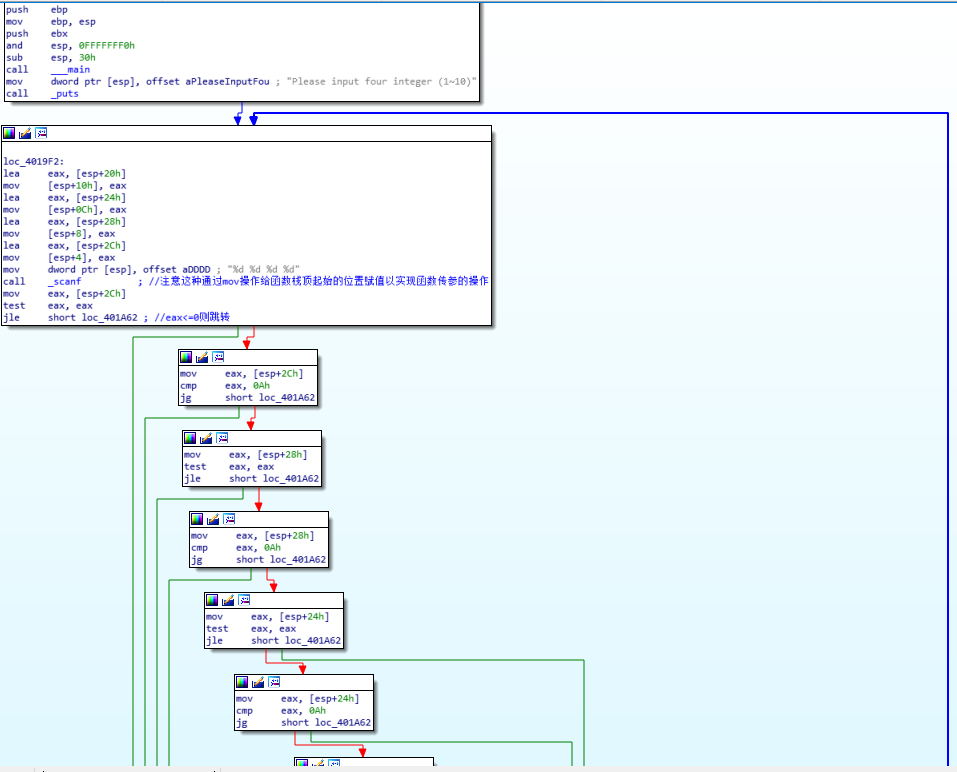 push ebp
mov ebp, esp
push ebx
and esp, 0FFFFFFF0h
sub esp, 30h
call ___main
mov dword ptr [esp], offset aPleaseInputFou ; "Please input four integer (1~10)"
call _puts
loc_4019F2:
lea eax, [esp+20h]
mov [esp+10h], eax
lea eax, [esp+24h]
mov [esp+0Ch], eax
lea eax, [esp+28h]
mov [esp+8], eax
lea eax, [esp+2Ch]
mov [esp+4], eax
mov dword ptr [esp], offset aDDDD ; "%d %d %d %d"
call _scanf ; //注意这种通过mov操作给函数栈顶起始的位置赋值以实现函数传参的操作
mov eax, [esp+2Ch]
test eax, eax
jle short loc_401A62 ; //eax<=0则跳转
mov eax, [esp+2Ch]
cmp eax, 0Ah
jg short loc_401A62
mov eax, [esp+28h]
test eax, eax
jle short loc_401A62
mov eax, [esp+28h]
cmp eax, 0Ah
jg short loc_401A62
mov eax, [esp+24h]
test eax, eax
jle short loc_401A62
mov eax, [esp+24h]
cmp eax, 0Ah
jg short loc_401A62